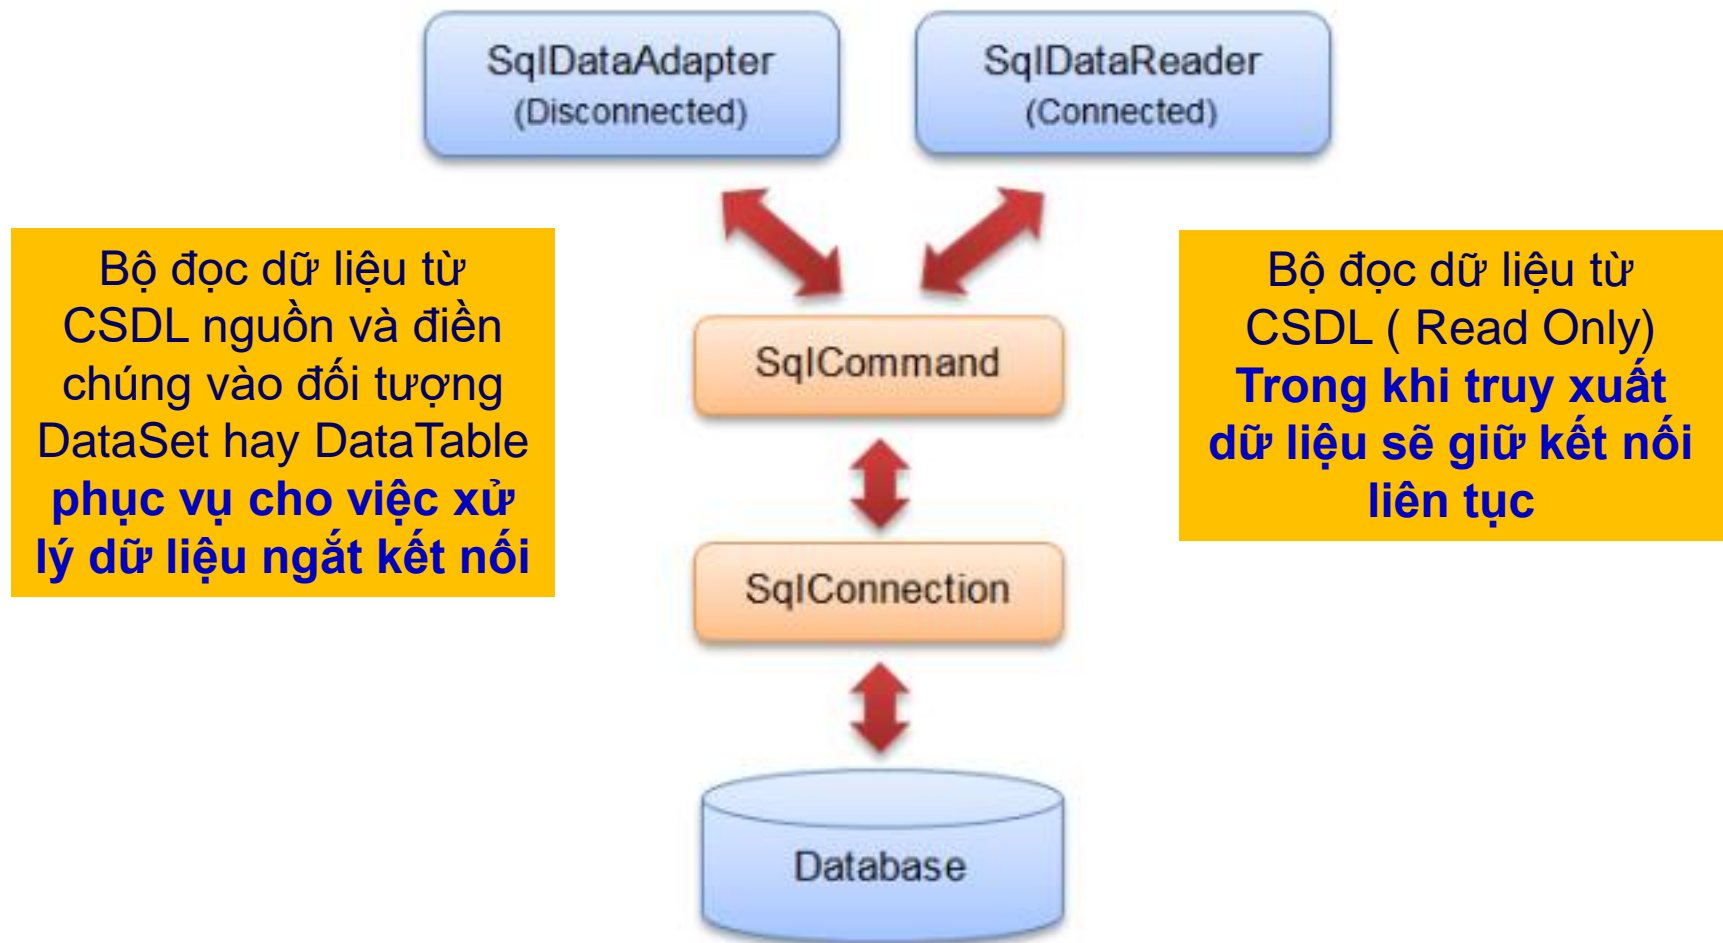 SqlDataAdapter
(Disconnected)
SqlDataReader
(Connected)
Bộ đọc dữ liệu từ
CSDL nguồn và điền
chúng vào đối tượng
DataSet hay DataTable
phục vụ cho việc xử
lý dữ liệu ngắt kết nối
Bộ đọc dữ liệu từ
CSDL ( Read Only)
Trong khi truy xuất
dữ liệu sẽ giữ kết nối
liên tục
SqlCommand
SqlConnection
Database